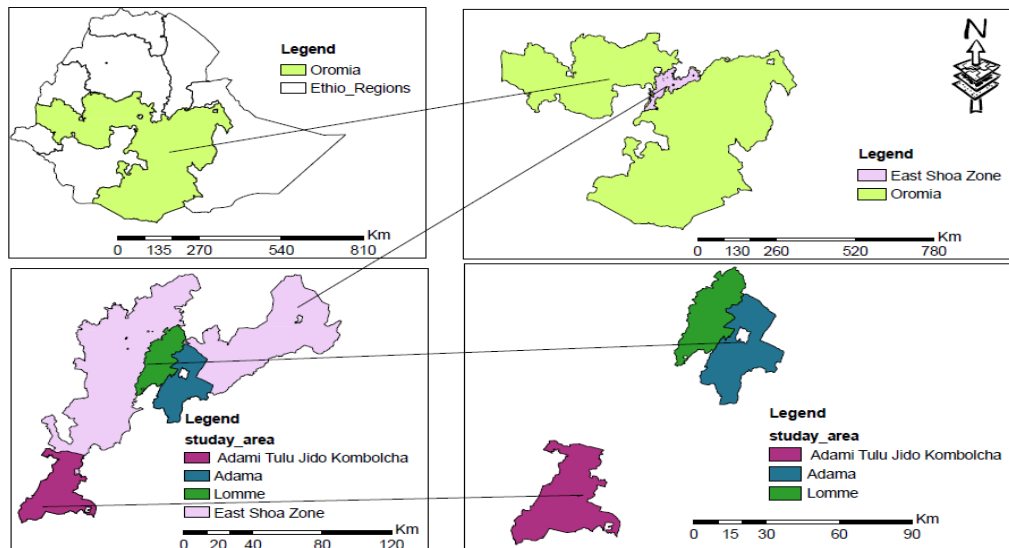 Legend
Oromia
Ethio_Regions
Km
0 135 270 540 810
N
Legend
East Shoa Zone
Oromia
Km
0 130 260 520 780
Legend
studay_area
Adami Tulu Jido Kombolcha
Adama
Lomme
East Shoa Zone
Km
0 20 40 80 120
Legend
studay_area
Adami Tulu Jido Kombolcha
Adama
Lomme
Km
0 15 30 60 90